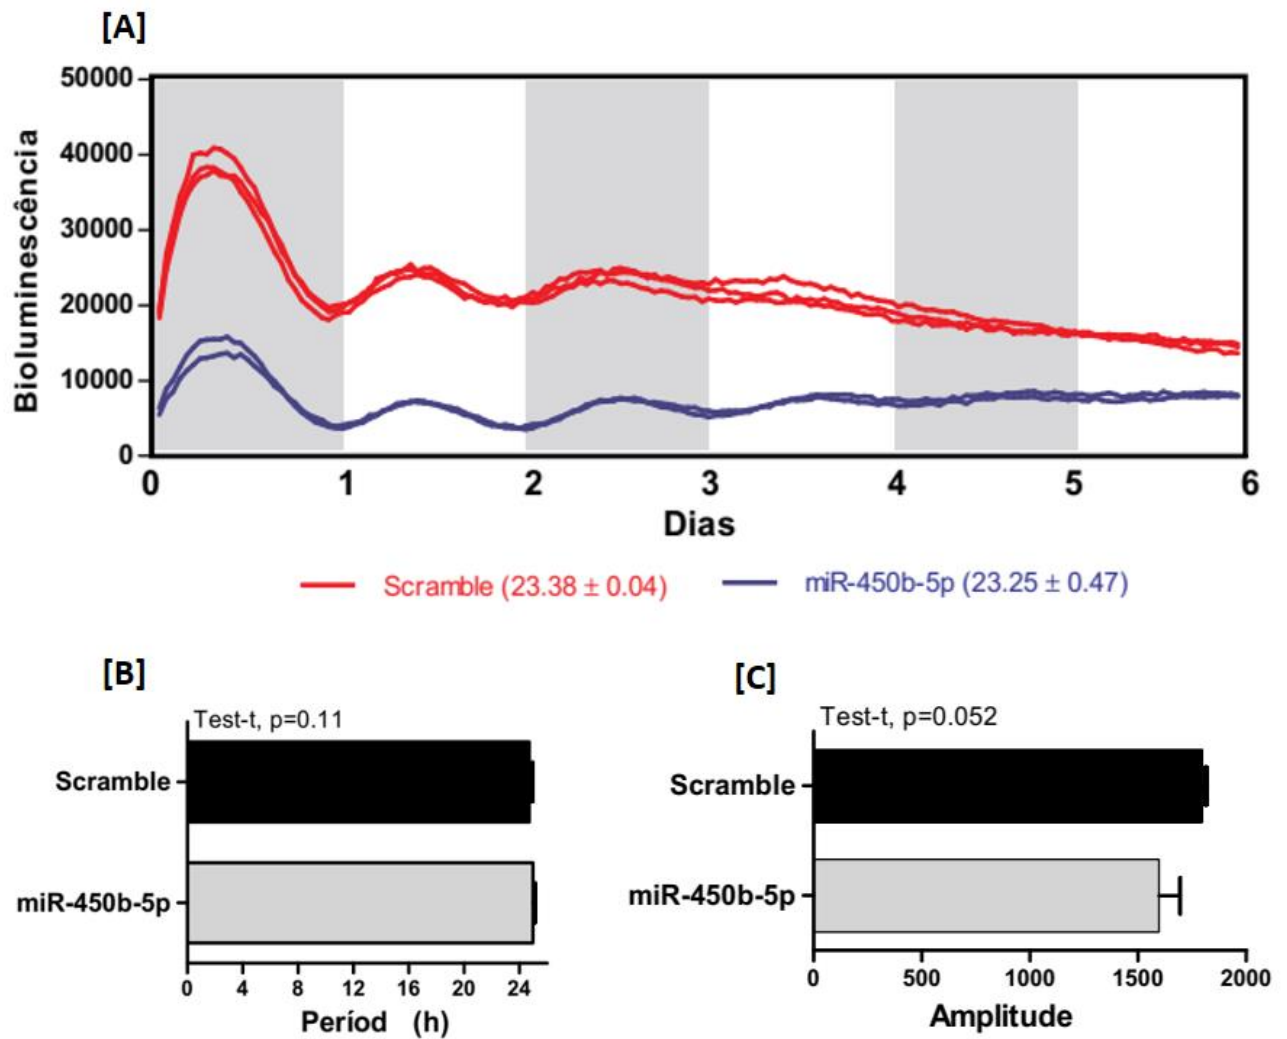 [A]
Bioluminescência
50000
40000
30000
20000
10000
0
0 1 2 3 4 5 6
Dias
Scramble (23.38 ± 0.04) miR-450b-5p (23.25 ± 0.47)
[B]
Test-t, p=0.11
Scramble
miR-450b-5p
0 4 8 12 16 20 24
Períod (h)
[C]
Test-t, p=0.052
Scramble
miR-450b-5p
0 500 1000 1500 2000
Amplitude